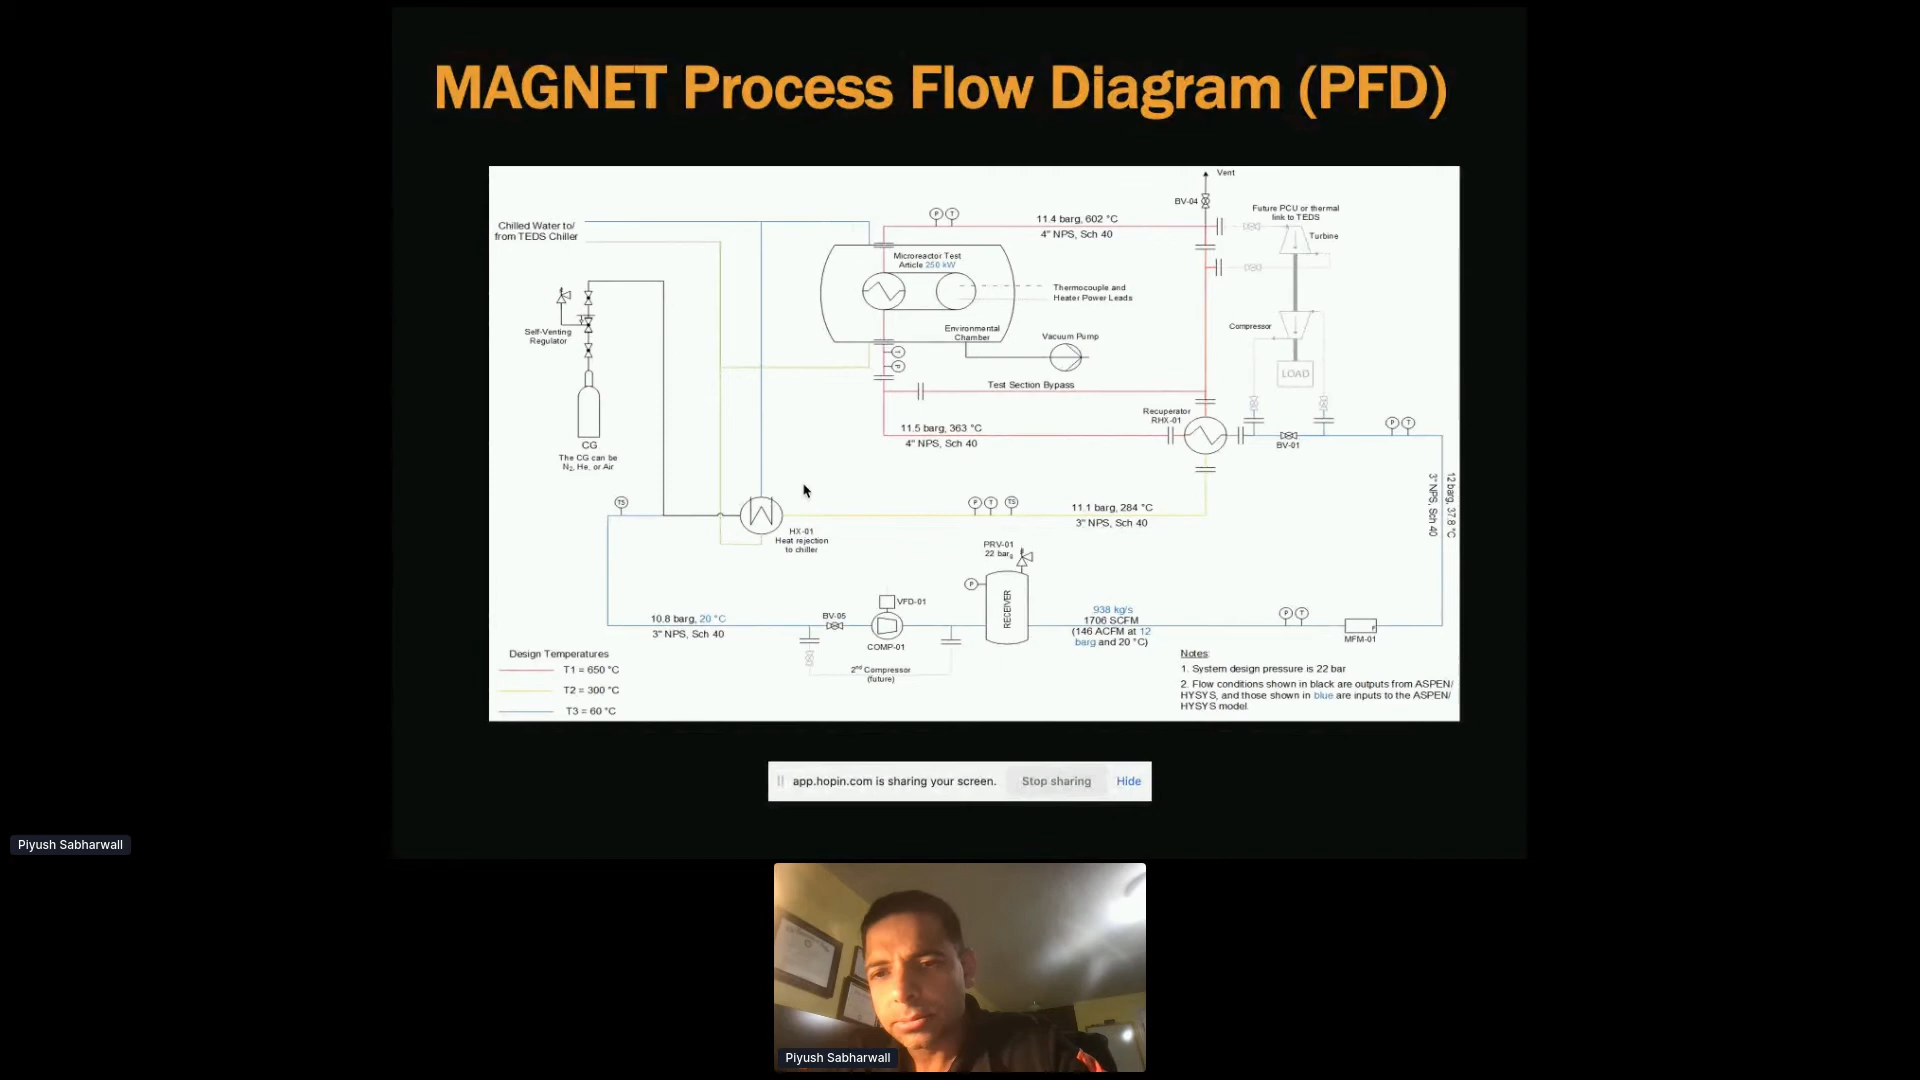 MAGNET Process Flow Diagram (PFD)
Vent
BV-04
Future PCU or thermal
link to TEDS
Turbine
Chilled Water to/
from TEDS Chiller
P
T
11.4 barg, 602 °C
4" NPS, Sch 40
Microreactor Test
Article 250 kW
Thermocouple and
Heater Power Leads
Self-Venting
Regulator
Environmental
Chamber
Vacuum Pump
Compressor
LOAD
T
P
Test Section Bypass
Recuperator
RHX-01
11.5 barg, 363 °C
4" NPS, Sch 40
BV-01
P
T
CG
The CG can be
N₂, He, or Air
12 barg, 37.8 °C
3" NPS, Sch 40
TS
P
T
TS
11.1 barg, 284 °C
3" NPS, Sch 40
HX-01
Heat rejection
to chiller
PRV-01
22 barg
P
RECEIVER
VFD-01
BV-05
COMP-01
10.8 barg, 20 °C
3" NPS, Sch 40
938 kg/s
1706 SCFM
(146 ACFM at 12
barg and 20 °C)
P
T
F
MFM-01
2nd Compressor
(future)
Design Temperatures
T1 = 650 °C
T2 = 300 °C
T3 = 60 °C
Notes:
1. System design pressure is 22 bar
2. Flow conditions shown in black are outputs from ASPEN/
HYSYS, and those shown in blue are inputs to the ASPEN/
HYSYS model.
app.hopin.com is sharing your screen.
Stop sharing
Hide
Piyush Sabharwall
Piyush Sabharwall